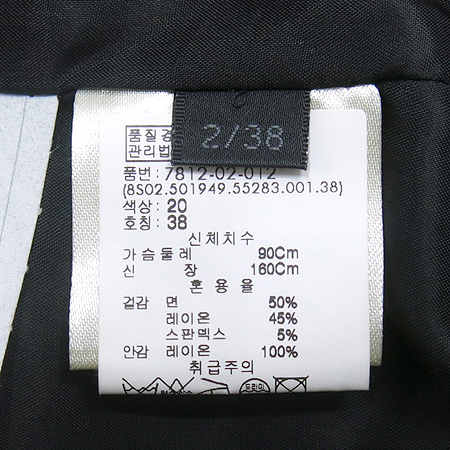 2/38
품질경
관리법
품번: 7812-02-012
(8S02.501949.55283.001.38)
색상: 20
호칭: 38
신체치수
가슴둘레 90Cm
신 장 160Cm
혼용율
겉감 면 50%
레이온 45%
스판덱스 5%
안감 레이온 100%
취급주의
드라이